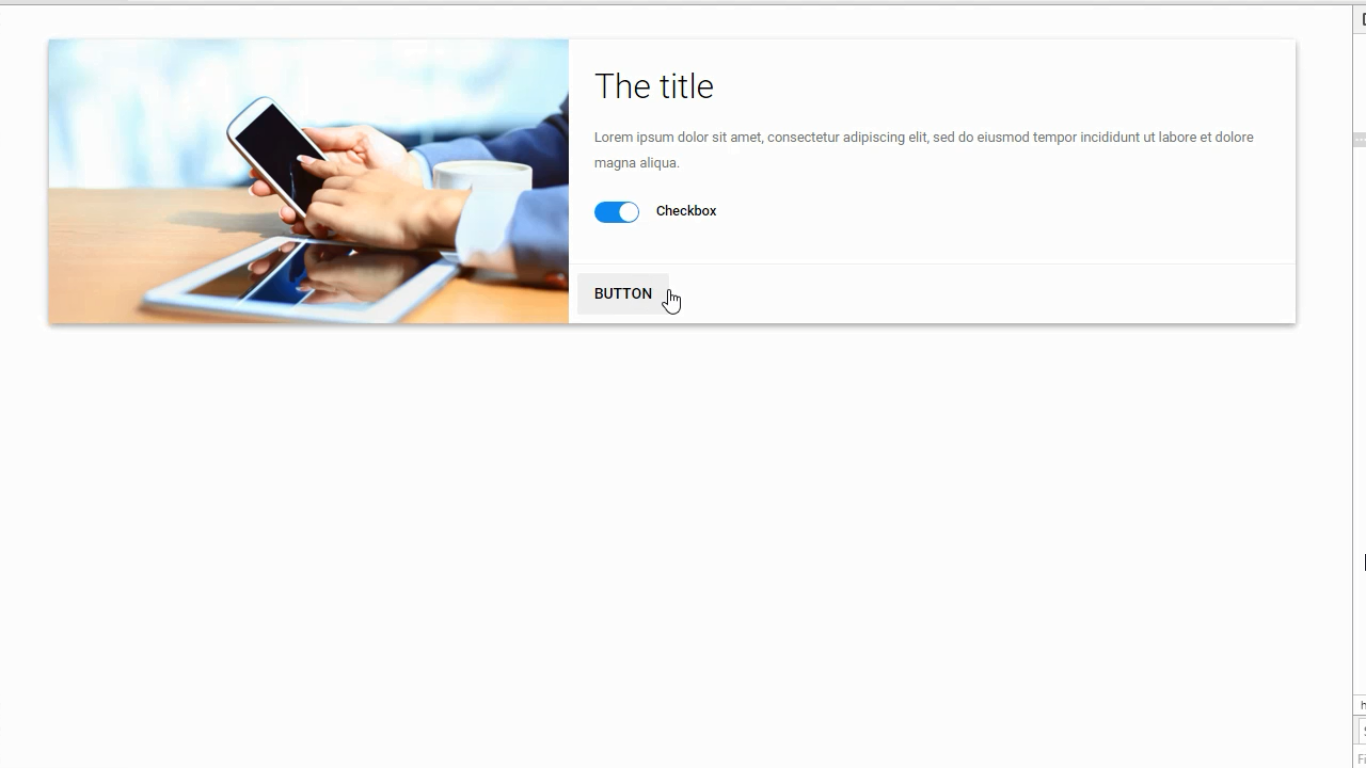 The title
Lorem ipsum dolor sit amet, consectetur adipiscing elit, sed do eiusmod tempor incididunt ut labore et dolore
magna aliqua.
Checkbox
BUTTON